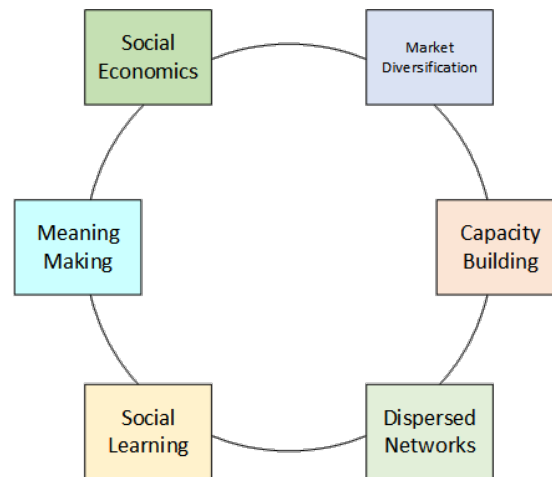 Social
Economics
Market
Diversification
Meaning
Making
Capacity
Building
Social
Learning
Dispersed
Networks